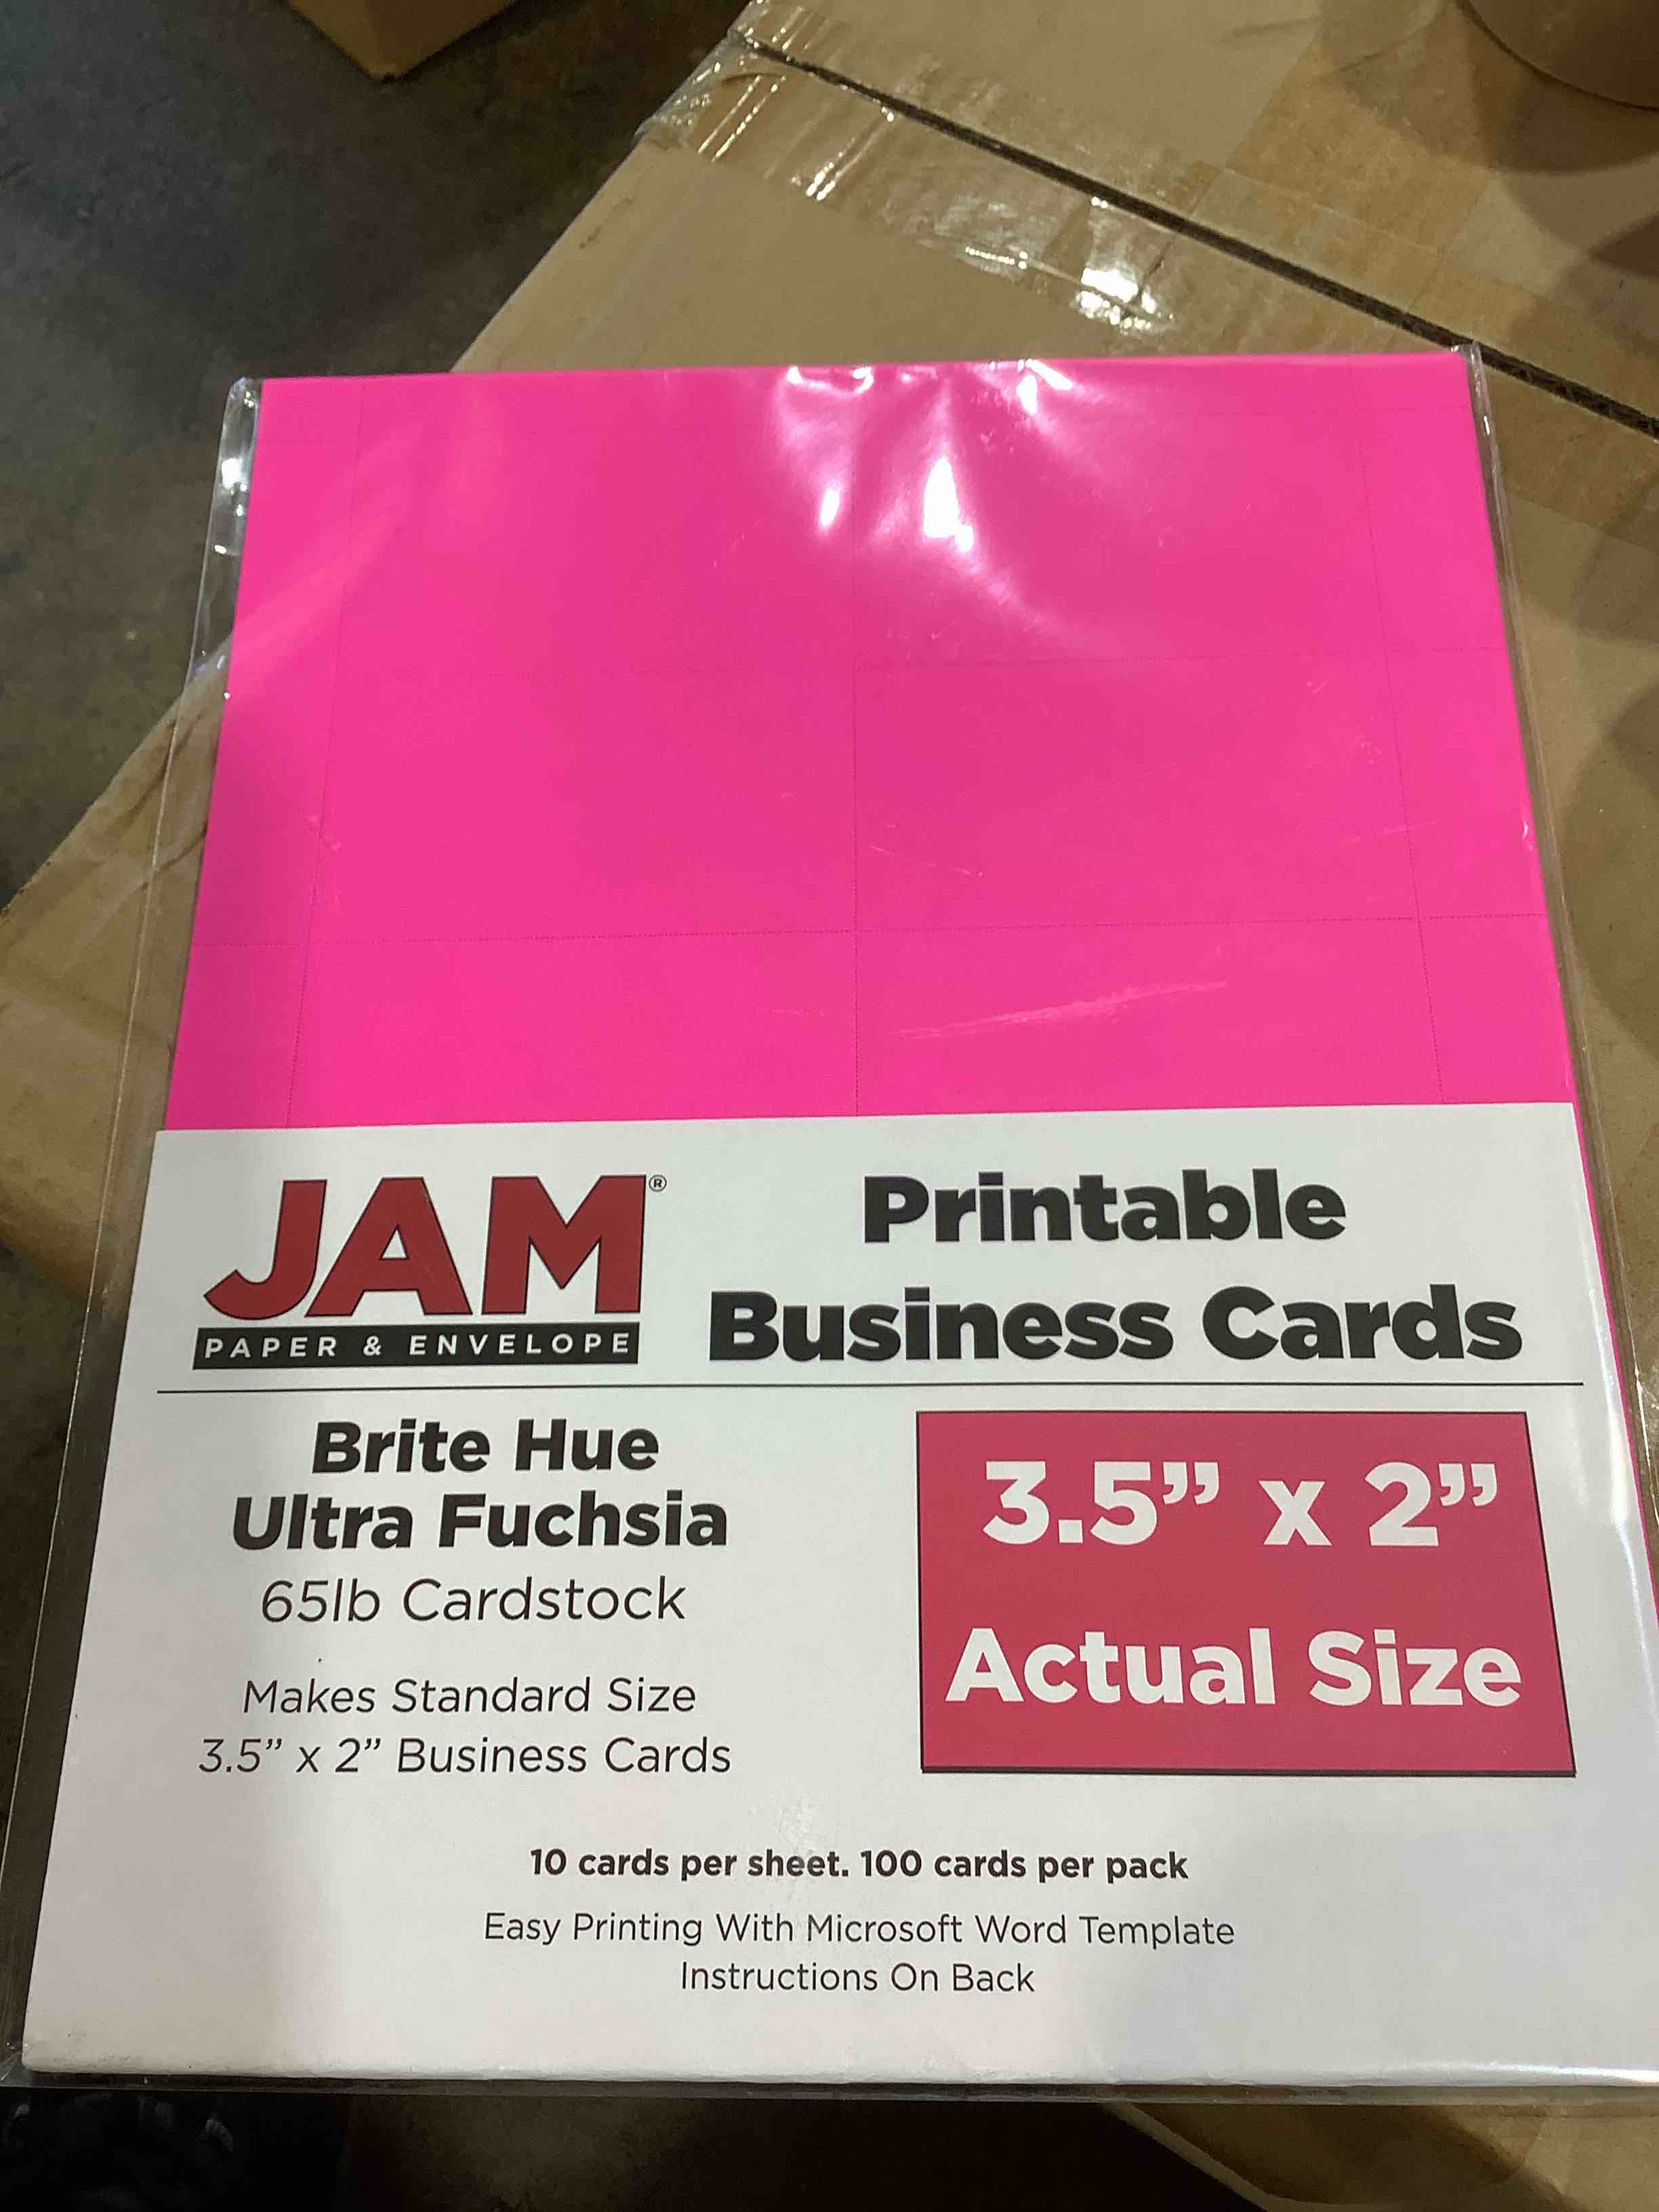 JAM®
PAPER & ENVELOPE
Printable
Business Cards
Brite Hue
Ultra Fuchsia
65lb Cardstock
Makes Standard Size
3.5” x 2” Business Cards
3.5” x 2”
Actual Size
10 cards per sheet. 100 cards per pack
Easy Printing With Microsoft Word Template
Instructions On Back